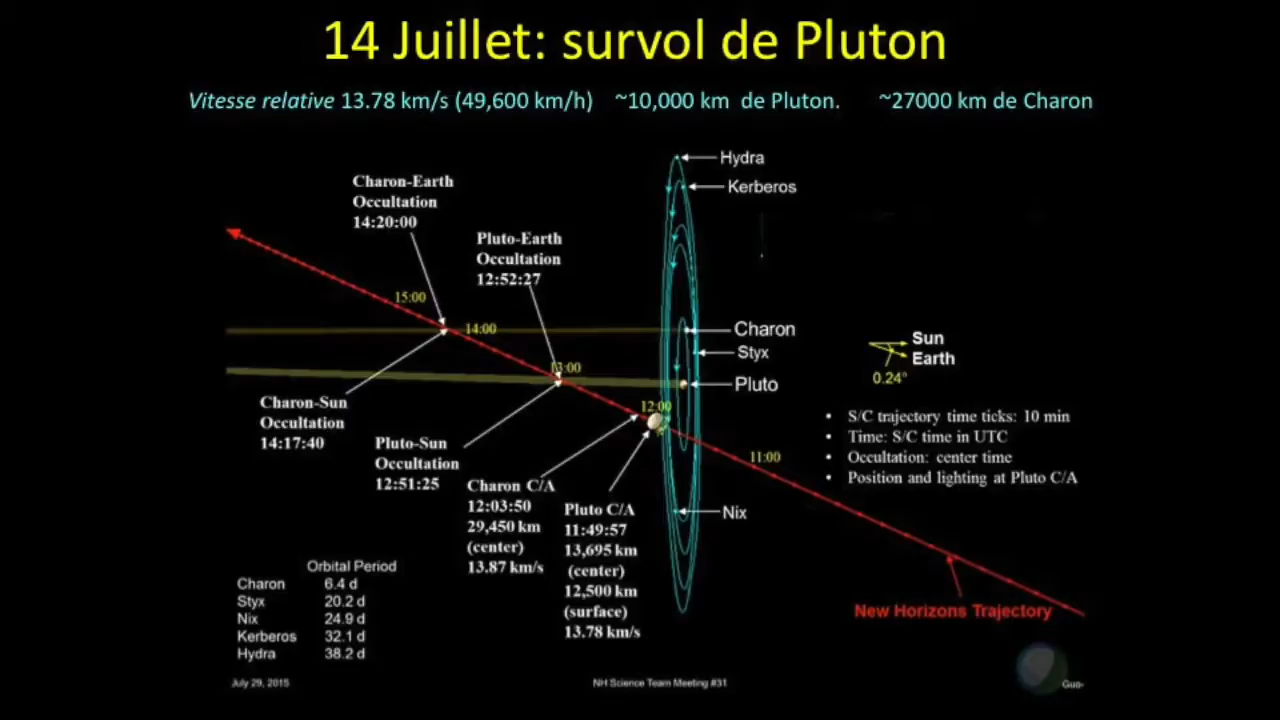 14 Juillet: survol de Pluton
Vitesse relative 13.78 km/s (49,600 km/h) ~10,000 km de Pluton. ~27000 km de Charon
Hydra
Kerberos
Charon-Earth
Occultation
14:20:00
Pluto-Earth
Occultation
12:52:27
15:00
14:00
13:00
12:00
11:00
Charon
Styx
Pluto
Nix
Sun
Earth
0.24°
• S/C trajectory time ticks: 10 min
• Time: S/C time in UTC
• Occultation: center time
• Position and lighting at Pluto C/A
Charon-Sun
Occultation
14:17:40
Pluto-Sun
Occultation
12:51:25
Charon C/A
12:03:50
29,450 km
(center)
13.87 km/s
Pluto C/A
11:49:57
13,695 km
(center)
12,500 km
(surface)
13.78 km/s
New Horizons Trajectory
Orbital Period
Charon 6.4 d
Styx 20.2 d
Nix 24.9 d
Kerberos 32.1 d
Hydra 38.2 d
July 29, 2015
NH Science Team Meeting #31
Guo-